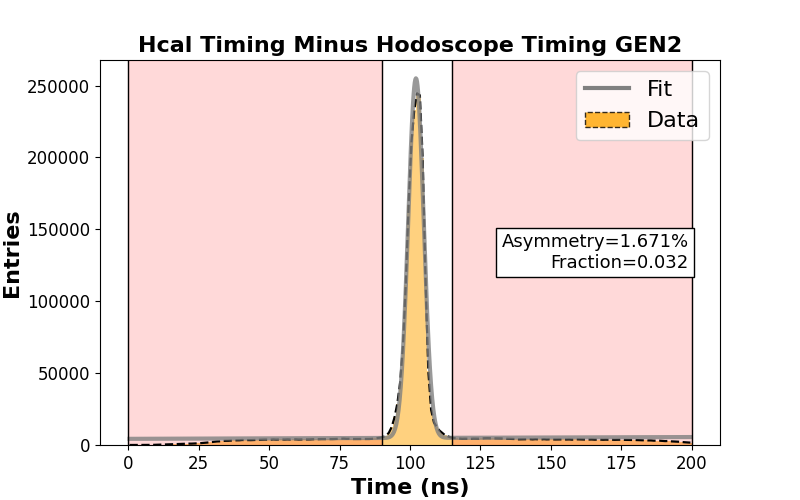 Hcal Timing Minus Hodoscope Timing GEN2
250000
200000
150000
100000
50000
0
Entries
Fit
Data
Asymmetry=1.671%
Fraction=0.032
0 25 50 75 100 125 150 175 200
Time (ns)